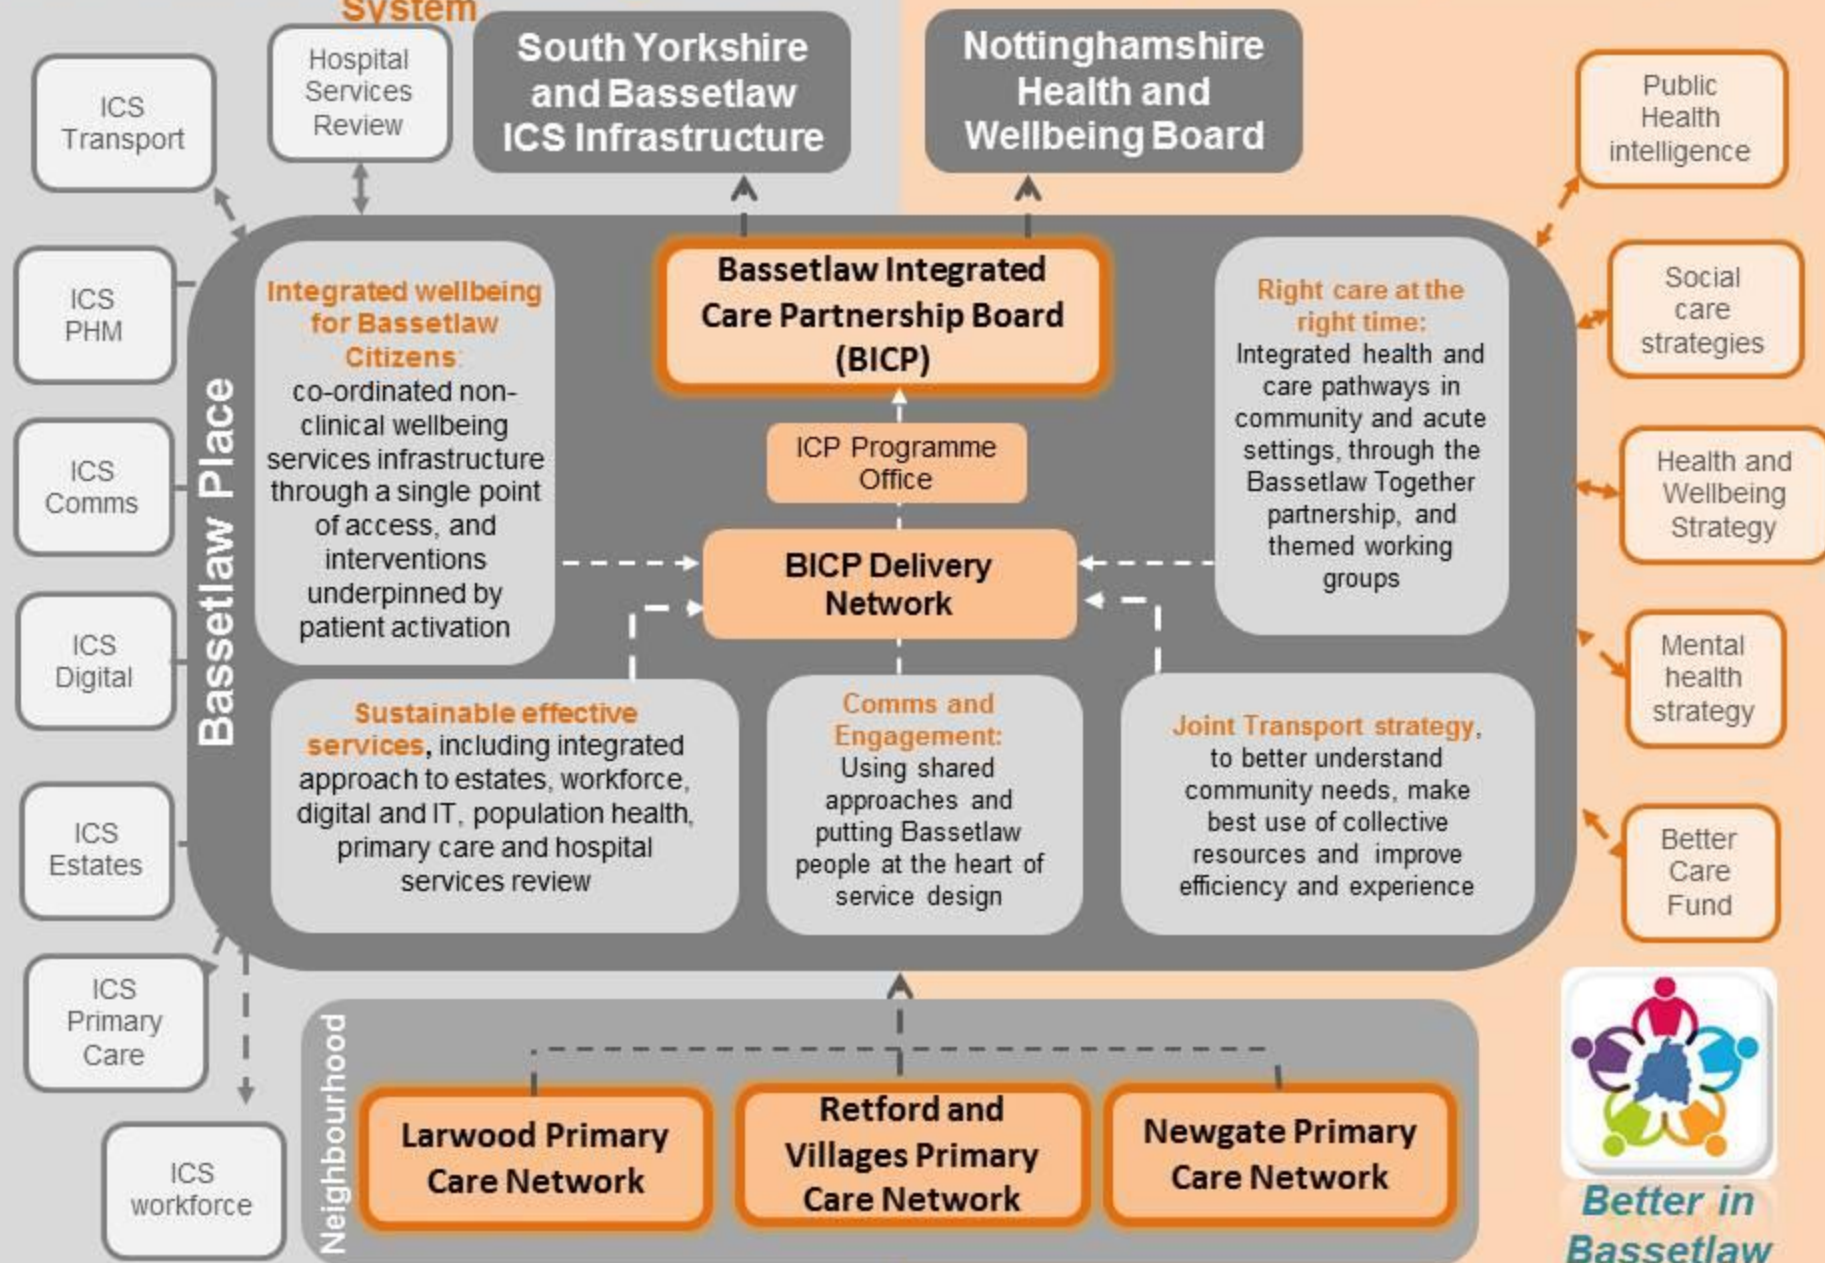 System
South Yorkshire
and Bassetlaw
ICS Infrastructure
Nottinghamshire
Health and
Wellbeing Board
Hospital
Services
Review
ICS
Transport
ICS
PHM
ICS
Comms
ICS
Digital
ICS
Estates
ICS
Primary
Care
ICS
workforce
Bassetlaw Place
Integrated wellbeing
for Bassetlaw
Citizens:
co-ordinated non-
clinical wellbeing
services infrastructure
through a single point
of access, and
interventions
underpinned by
patient activation
Bassetlaw Integrated
Care Partnership Board
(BICP)
ICP Programme
Office
BICP Delivery
Network
Right care at the
right time:
Integrated health and
care pathways in
community and acute
settings, through the
Bassetlaw Together
partnership, and
themed working
groups
Sustainable effective
services, including integrated
approach to estates, workforce,
digital and IT, population health,
primary care and hospital
services review
Comms and
Engagement:
Using shared
approaches and
putting Bassetlaw
people at the heart of
service design
Joint Transport strategy,
to better understand
community needs, make
best use of collective
resources and improve
efficiency and experience
Public
Health
intelligence
Social
care
strategies
Health and
Wellbeing
Strategy
Mental
health
strategy
Better
Care
Fund
Neighbourhood
Larwood Primary
Care Network
Retford and
Villages Primary
Care Network
Newgate Primary
Care Network
Better in
Bassetlaw